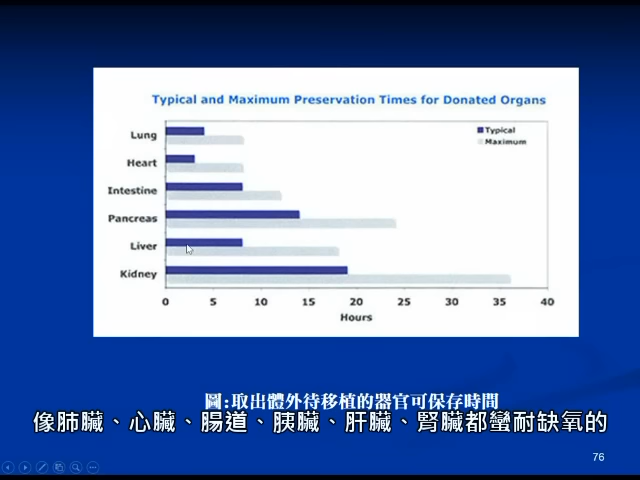 Typical and Maximum Preservation Times for Donated Organs
Typical
Maximum
Lung
Heart
Intestine
Pancreas
Liver
Kidney
0 5 10 15 20 25 30 35 40
Hours
圖:取出體外待移植的器官可保存時間
像肺臟、心臟、腸道、胰臟、肝臟、腎臟都蠻耐缺氧的
76